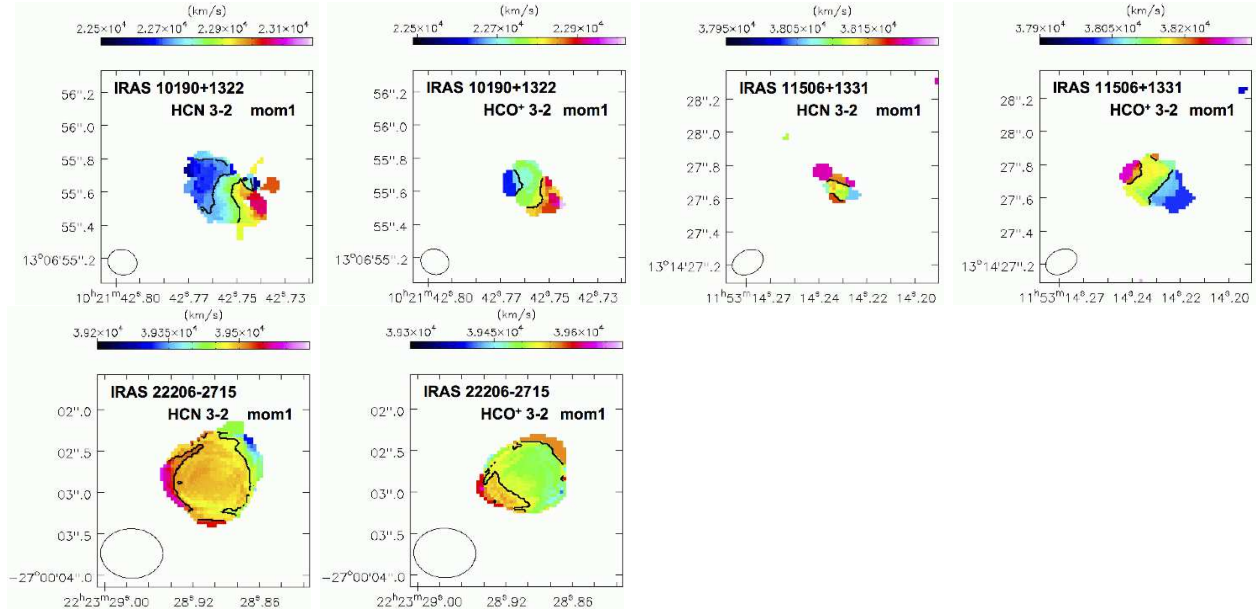 (km/s)
2.25×10⁴ 2.27×10⁴ 2.29×10⁴ 2.31×10⁴
IRAS 10190+1322
HCN 3-2 mom1
56".2
56".0
55".8
55".6
55".4
13°06'55".2
10ʰ21ᵐ42ˢ.80 42ˢ.77 42ˢ.75 42ˢ.73
(km/s)
2.25×10⁴ 2.27×10⁴ 2.29×10⁴
IRAS 10190+1322
HCO⁺ 3-2 mom1
56".2
56".0
55".8
55".6
55".4
13°06'55".2
10ʰ21ᵐ42ˢ.80 42ˢ.77 42ˢ.75 42ˢ.73
(km/s)
3.795×10⁴ 3.805×10⁴ 3.815×10⁴
IRAS 11506+1331
HCN 3-2 mom1
28".2
28".0
27".8
27".6
27".4
13°14'27".2
11ʰ53ᵐ14ˢ.27 14ˢ.24 14ˢ.22 14ˢ.20
(km/s)
3.79×10⁴ 3.805×10⁴ 3.82×10⁴
IRAS 11506+1331
HCO⁺ 3-2 mom1
28".2
28".0
27".8
27".6
27".4
13°14'27".2
11ʰ53ᵐ14ˢ.27 14ˢ.24 14ˢ.22 14ˢ.20
(km/s)
3.92×10⁴ 3.935×10⁴ 3.95×10⁴
IRAS 22206-2715
HCN 3-2 mom1
02".0
02".5
03".0
03".5
−27°00'04".0
22ʰ23ᵐ29ˢ.00 28ˢ.92 28ˢ.86
(km/s)
3.93×10⁴ 3.945×10⁴ 3.96×10⁴
IRAS 22206-2715
HCO⁺ 3-2 mom1
02".0
02".5
03".0
03".5
−27°00'04".0
22ʰ23ᵐ29ˢ.00 28ˢ.92 28ˢ.86